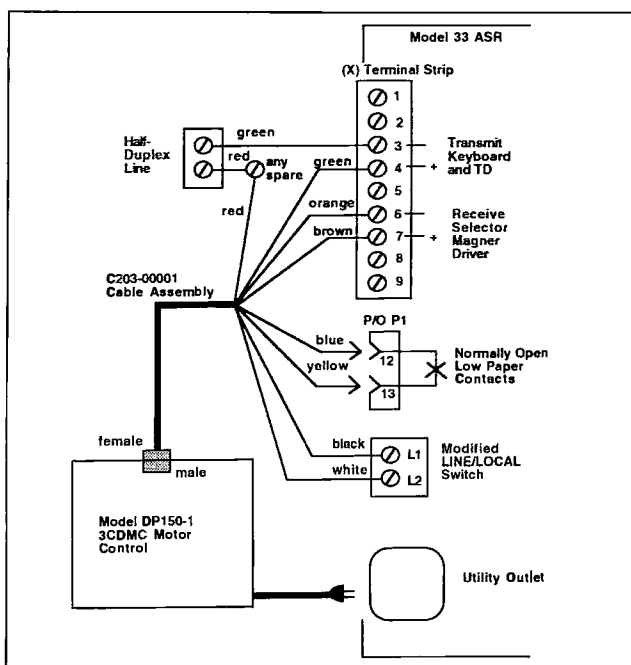 Model 33 ASR
(X) Terminal Strip
1
2
3
4
5
6
7
8
9
Half-
Duplex
Line
green
red
any
spare
red
green
orange
brown
—
+
Transmit
Keyboard
and TD
—
+
Receive
Selector
Magner
Driver
C203-00001
Cable Assembly
P/O P1
blue
12
yellow
13
Normally Open
Low Paper
Contacts
black
L1
white
L2
Modified
LINE/LOCAL
Switch
female
male
Model DP150-1
3CDMC Motor
Control
Utility Outlet